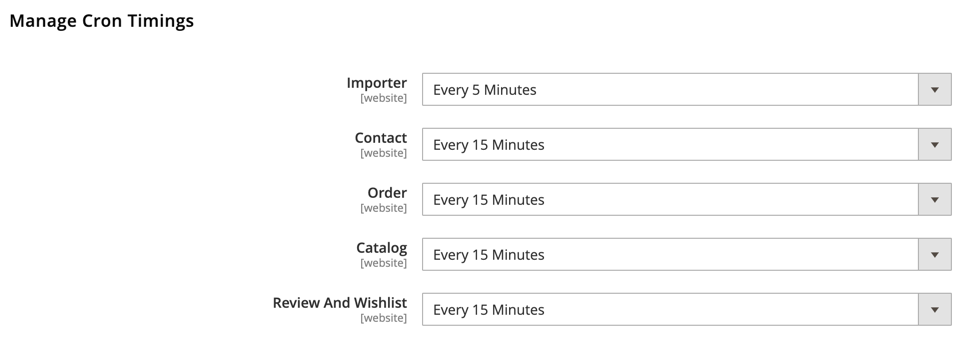 Manage Cron Timings
Importer
[website]
Every 5 Minutes
Contact
[website]
Every 15 Minutes
Order
[website]
Every 15 Minutes
Catalog
[website]
Every 15 Minutes
Review And Wishlist
[website]
Every 15 Minutes